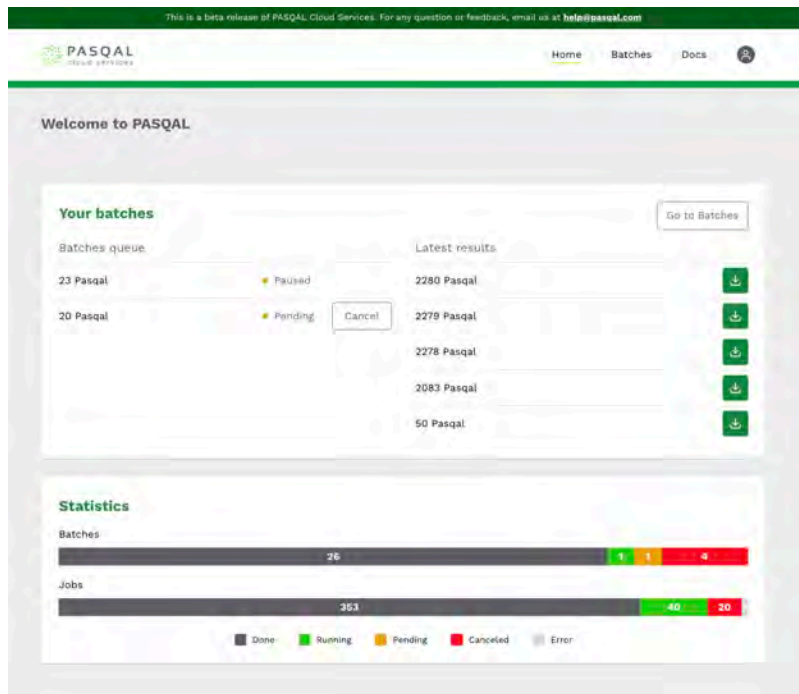 This is a beta release of PASQAL Cloud Services. For any question or feedback, email us at help@pasqal.com
PASQAL
cloud services
Home Batches Docs
Welcome to PASQAL
Your batches
Go to Batches
Batches queue
Latest results
23 Pasqal Paused
2280 Pasqal
20 Pasqal Pending Cancel
2279 Pasqal
2278 Pasqal
2083 Pasqal
50 Pasqal
Statistics
Batches
26 1 1 4
Jobs
353 40 20
Done Running Pending Canceled Error